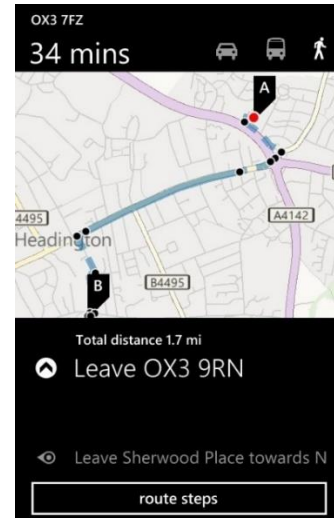 OX3 7FZ
34 mins
A
4495
A4142
Headington
B4495
B
Total distance 1.7 mi
Leave OX3 9RN
Leave Sherwood Place towards N
route steps